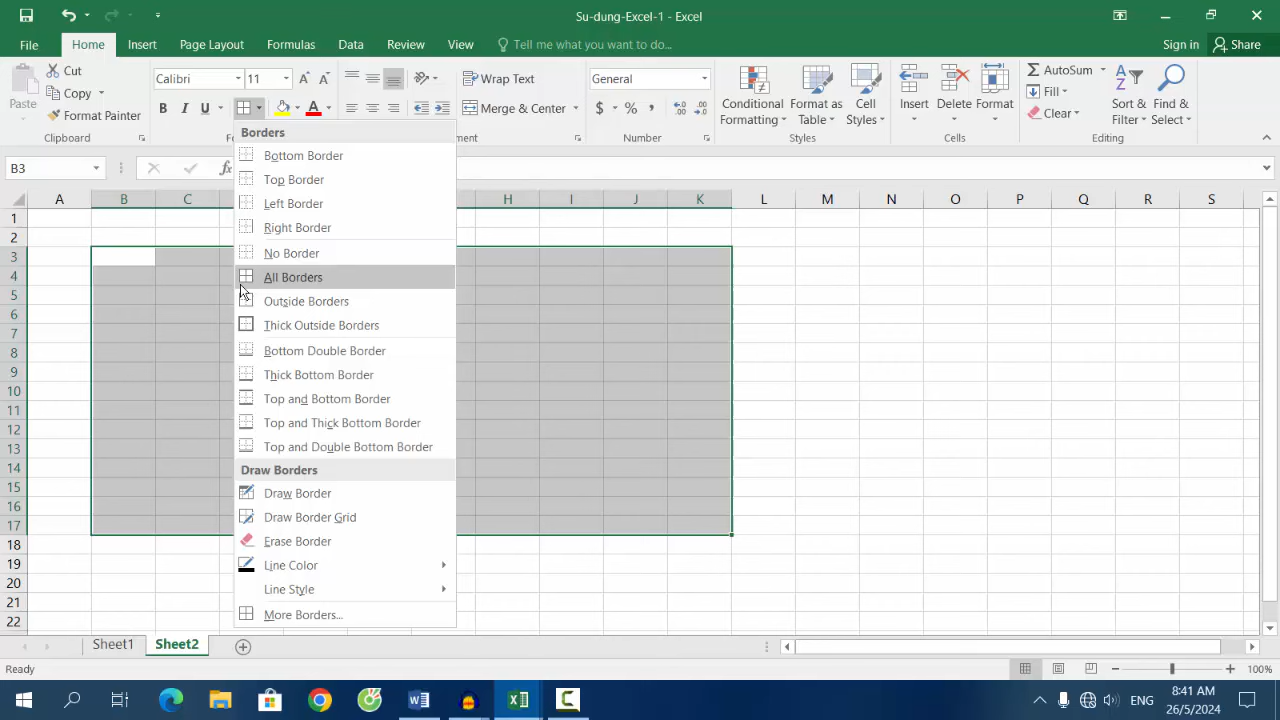 Su-dung-Excel-1 - Excel
File Home Insert Page Layout Formulas Data Review View Tell me what you want to do... Sign in Share
Paste Cut Copy Format Painter Clipboard
Calibri 11 B I U
Wrap Text Merge & Center
General $ % , Number
Conditional Formatting Format as Table Cell Styles Styles
Insert Delete Format Cells
AutoSum Fill Clear Sort & Filter Find & Select Editing
B3 fx
A B C H I J K L M N O P Q R S
1
2
3
4
5
6
7
8
9
10
11
12
13
14
15
16
17
18
19
20
21
22
Borders
Bottom Border
Top Border
Left Border
Right Border
No Border
All Borders
Outside Borders
Thick Outside Borders
Bottom Double Border
Thick Bottom Border
Top and Bottom Border
Top and Thick Bottom Border
Top and Double Bottom Border
Draw Borders
Draw Border
Draw Border Grid
Erase Border
Line Color
Line Style
More Borders...
Sheet1 Sheet2
Ready 100%
ENG 8:41 AM
26/5/2024